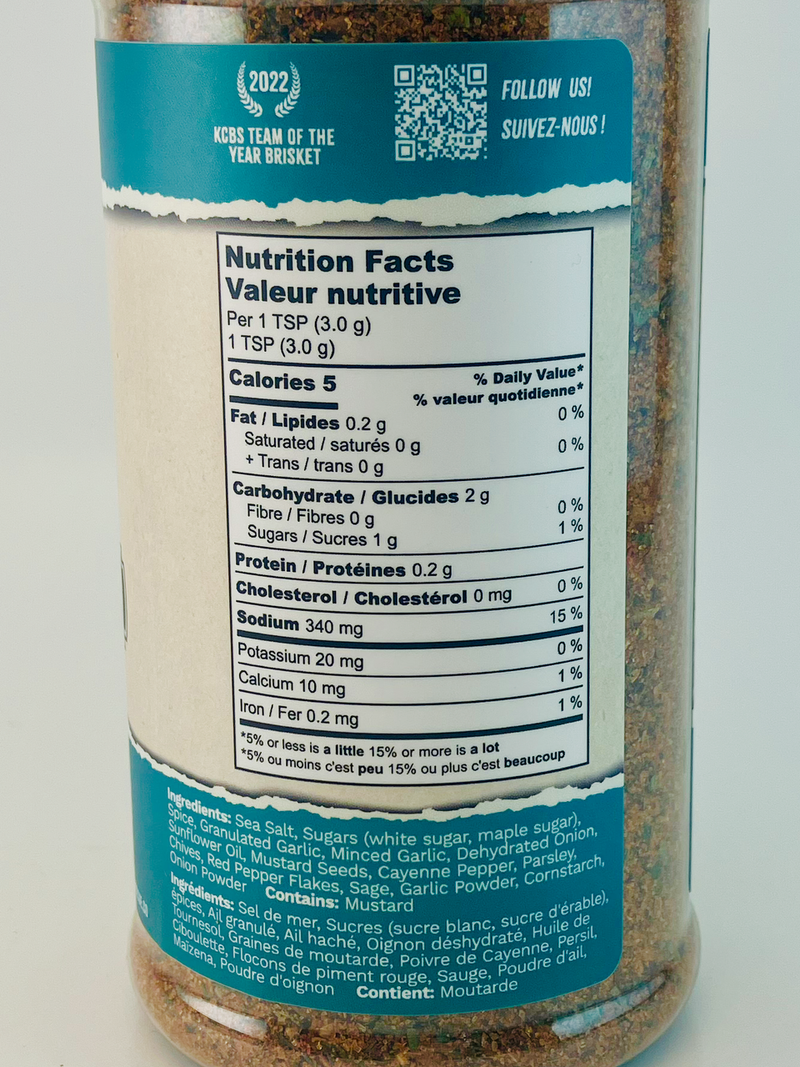 2022
KCBS TEAM OF THE
YEAR BRISKET
FOLLOW US!
SUIVEZ-NOUS!
Nutrition Facts
Valeur nutritive
Per 1 TSP (3.0 g)
1 TSP (3.0 g)
Calories 5
% Daily Value*
% valeur quotidienne*
Fat / Lipides 0.2 g 0 %
Saturated / saturés 0 g 0 %
+ Trans / trans 0 g
Carbohydrate / Glucides 2 g
Fibre / Fibres 0 g 0 %
Sugars / Sucres 1 g 1 %
Protein / Protéines 0.2 g
Cholesterol / Cholestérol 0 mg 0 %
Sodium 340 mg 15 %
Potassium 20 mg 0 %
Calcium 10 mg 1 %
Iron / Fer 0.2 mg 1 %
*5% or less is a little 15% or more is a lot
*5% ou moins c'est peu 15% ou plus c'est beaucoup
Ingredients: Sea Salt, Sugars (white sugar, maple sugar),
Spice, Granulated Garlic, Minced Garlic, Dehydrated Onion,
Sunflower Oil, Mustard Seeds, Cayenne Pepper, Parsley,
Chives, Red Pepper Flakes, Sage, Garlic Powder, Cornstarch,
Onion Powder Contains: Mustard
Ingrédients: Sel de mer, Sucres (sucre blanc, sucre d'érable),
épices, Ail granulé, Ail haché, Oignon déshydraté, Huile de
Tournesol, Graines de moutarde, Poivre de Cayenne, Persil,
Ciboulette, Flocons de piment rouge, Sauge, Poudre d'ail,
Maïzena, Poudre d'oignon Contient: Moutarde